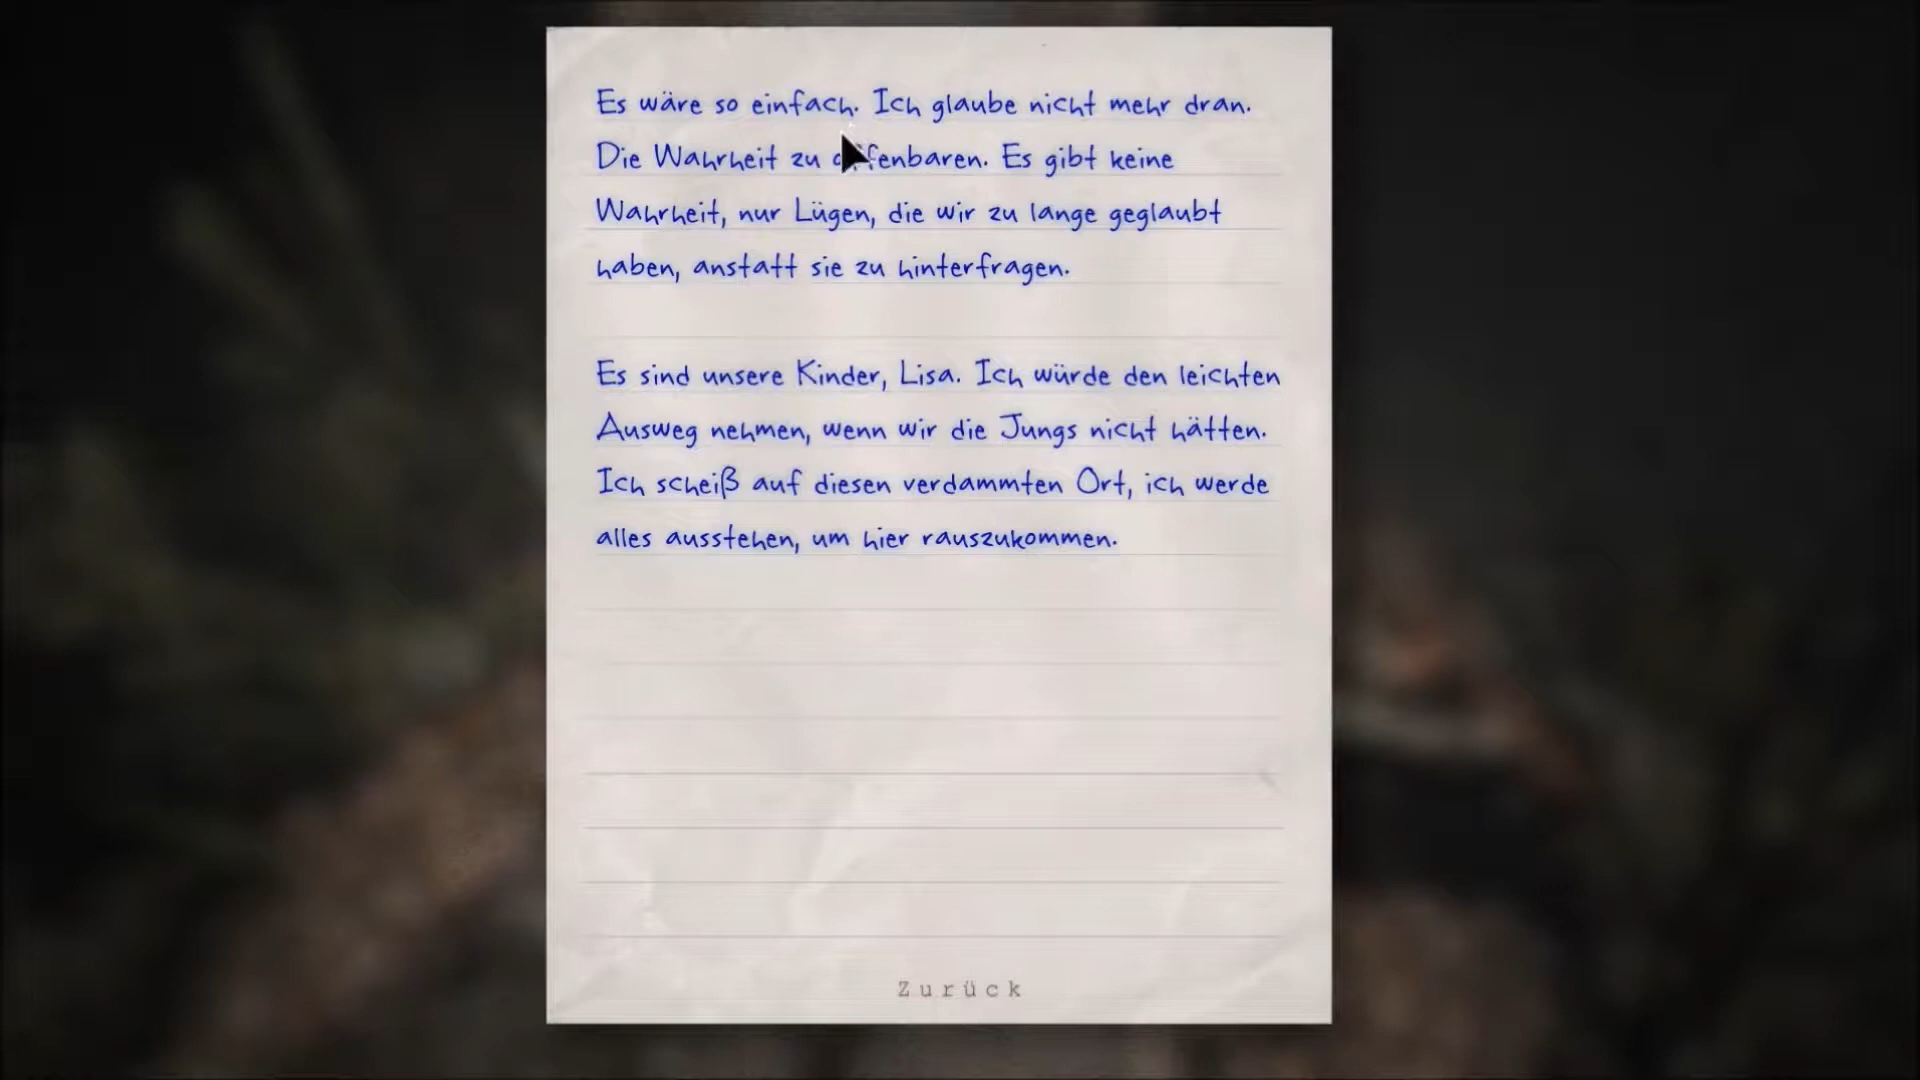 Es wäre so einfach. Ich glaube nicht mehr dran.
Die Wahrheit zu offenbaren. Es gibt keine
Wahrheit, nur Lügen, die wir zu lange geglaubt
haben, anstatt sie zu hinterfragen.
Es sind unsere Kinder, Lisa. Ich würde den leichten
Ausweg nehmen, wenn wir die Jungs nicht hätten.
Ich scheiß auf diesen verdammten Ort, ich werde
alles ausstehen, um hier rauszukommen.
Zurück